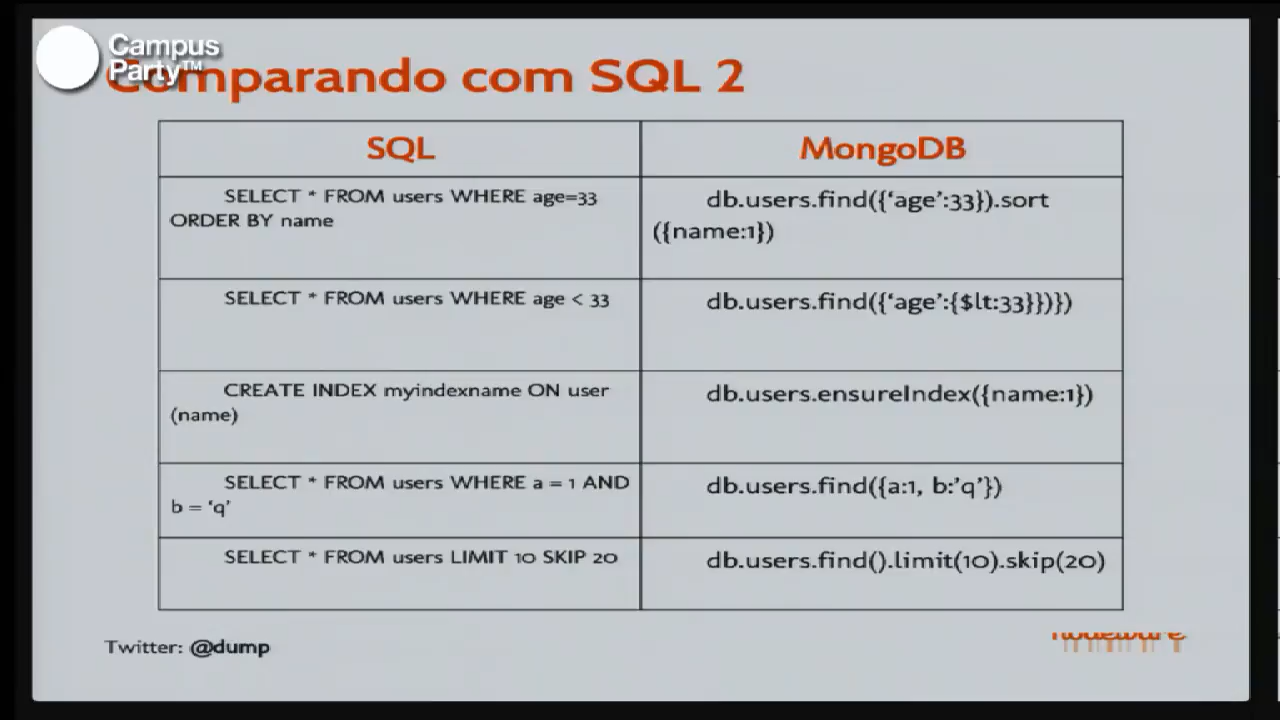 Campus
Party™
Comparando com SQL 2
SQL
MongoDB
SELECT * FROM users WHERE age=33
ORDER BY name
db.users.find({‘age’:33}).sort
({name:1})
SELECT * FROM users WHERE age < 33
db.users.find({‘age’:{$lt:33}})})
CREATE INDEX myindexname ON user
(name)
db.users.ensureIndex({name:1})
SELECT * FROM users WHERE a = 1 AND
b = ‘q’
db.users.find({a:1, b:’q’})
SELECT * FROM users LIMIT 10 SKIP 20
db.users.find().limit(10).skip(20)
Twitter: @dump